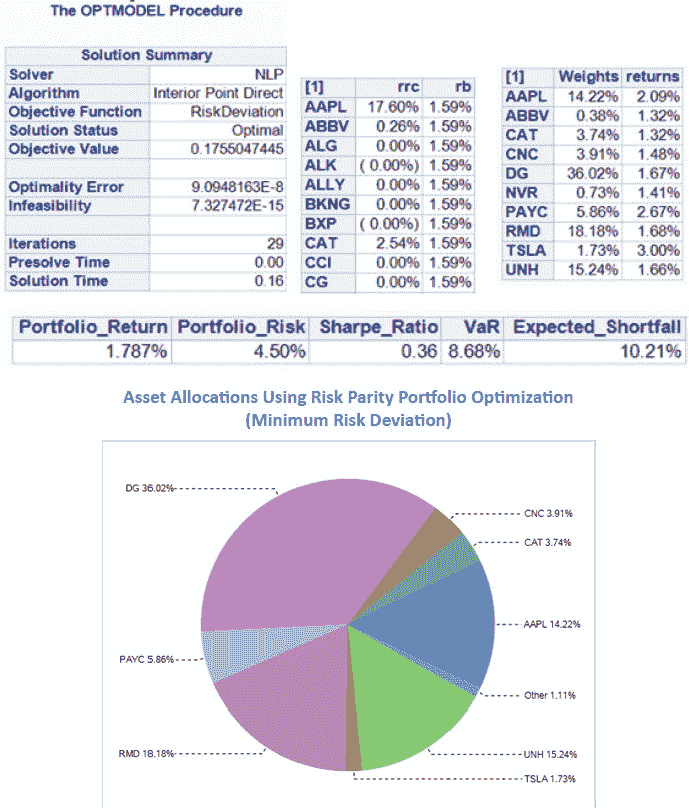 The OPTMODEL Procedure
Solution Summary
Solver NLP
Algorithm Interior Point Direct
Objective Function RiskDeviation
Solution Status Optimal
Objective Value 0.1755047445
Optimality Error 9.0948163E-8
Infeasibility 7.327472E-15
Iterations 29
Presolve Time 0.00
Solution Time 0.16
[1] rrc rb
AAPL 17.60% 1.59%
ABBV 0.26% 1.59%
ALG 0.00% 1.59%
ALK ( 0.00%) 1.59%
ALLY 0.00% 1.59%
BKNG 0.00% 1.59%
BXP ( 0.00%) 1.59%
CAT 2.54% 1.59%
CCI 0.00% 1.59%
CG 0.00% 1.59%
[1] Weights returns
AAPL 14.22% 2.09%
ABBV 0.38% 1.32%
CAT 3.74% 1.32%
CNC 3.91% 1.48%
DG 36.02% 1.67%
NVR 0.73% 1.41%
PAYC 5.86% 2.67%
RMD 18.18% 1.68%
TSLA 1.73% 3.00%
UNH 15.24% 1.66%
Portfolio_Return Portfolio_Risk Sharpe_Ratio VaR Expected_Shortfall
1.787% 4.50% 0.36 8.68% 10.21%
Asset Allocations Using Risk Parity Portfolio Optimization
(Minimum Risk Deviation)
DG 36.02%
CNC 3.91%
CAT 3.74%
AAPL 14.22%
PAYC 5.86%
Other 1.11%
RMD 18.18%
UNH 15.24%
TSLA 1.73%